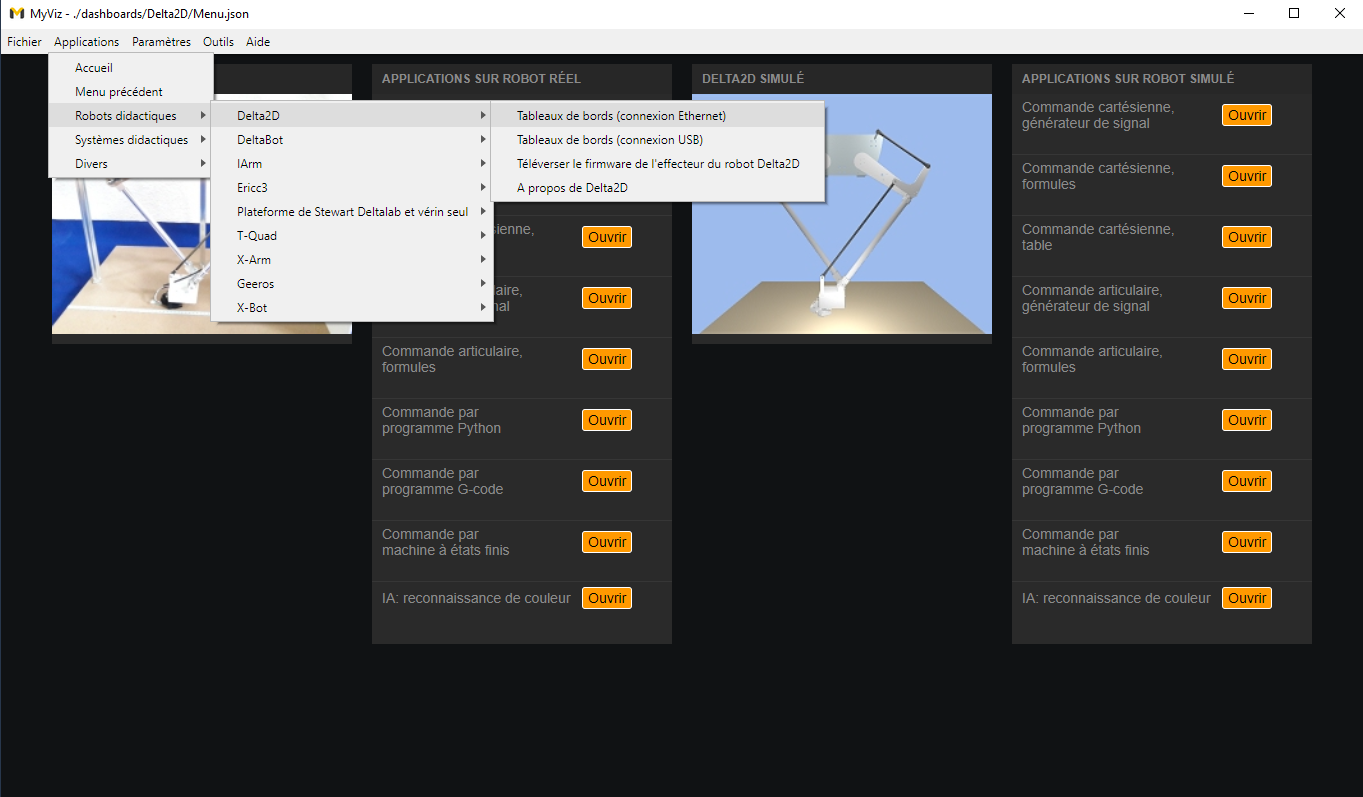 MyViz - ./dashboards/Delta2D/Menu.json
Fichier Applications Paramètres Outils Aide
Accueil
Menu précédent
Robots didactiques
Systèmes didactiques
Divers
Delta2D
DeltaBot
IArm
Ericc3
Plateforme de Stewart Deltalab et vérin seul
T-Quad
X-Arm
Geeros
X-Bot
Tableaux de bords (connexion Ethernet)
Tableaux de bords (connexion USB)
Téléverser le firmware de l'effecteur du robot Delta2D
A propos de Delta2D
APPLICATIONS SUR ROBOT RÉEL
Ouvrir
Ouvrir
Commande articulaire,
formules
Ouvrir
Commande par
programme Python
Ouvrir
Commande par
programme G-code
Ouvrir
Commande par
machine à états finis
Ouvrir
IA: reconnaissance de couleur
Ouvrir
DELTA2D SIMULÉ
APPLICATIONS SUR ROBOT SIMULÉ
Commande cartésienne,
générateur de signal
Ouvrir
Commande cartésienne,
formules
Ouvrir
Commande cartésienne,
table
Ouvrir
Commande articulaire,
générateur de signal
Ouvrir
Commande articulaire,
formules
Ouvrir
Commande par
programme Python
Ouvrir
Commande par
programme G-code
Ouvrir
Commande par
machine à états finis
Ouvrir
IA: reconnaissance de couleur
Ouvrir